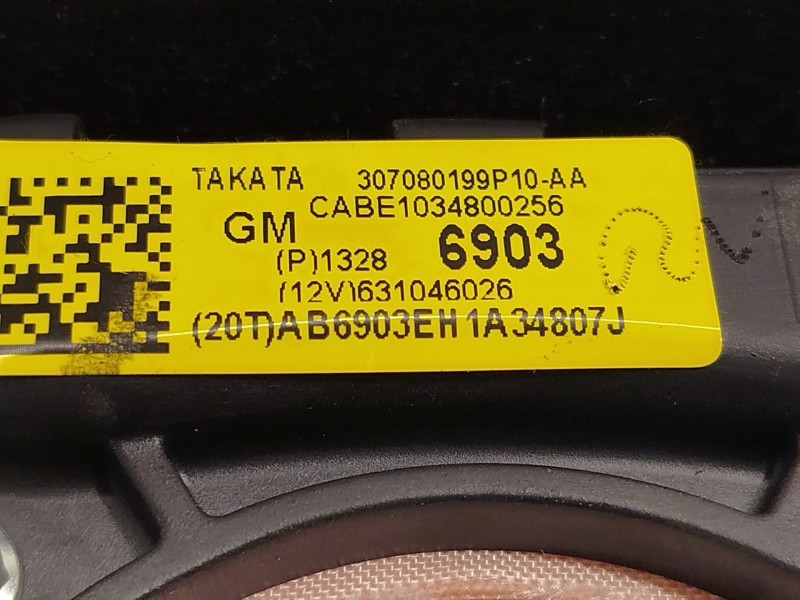 TAKATA 307080199P10-AA
CABE1034800256
GM
(P)1328 6903
(12V)631046026
(20T)AB6903EH1A34807J